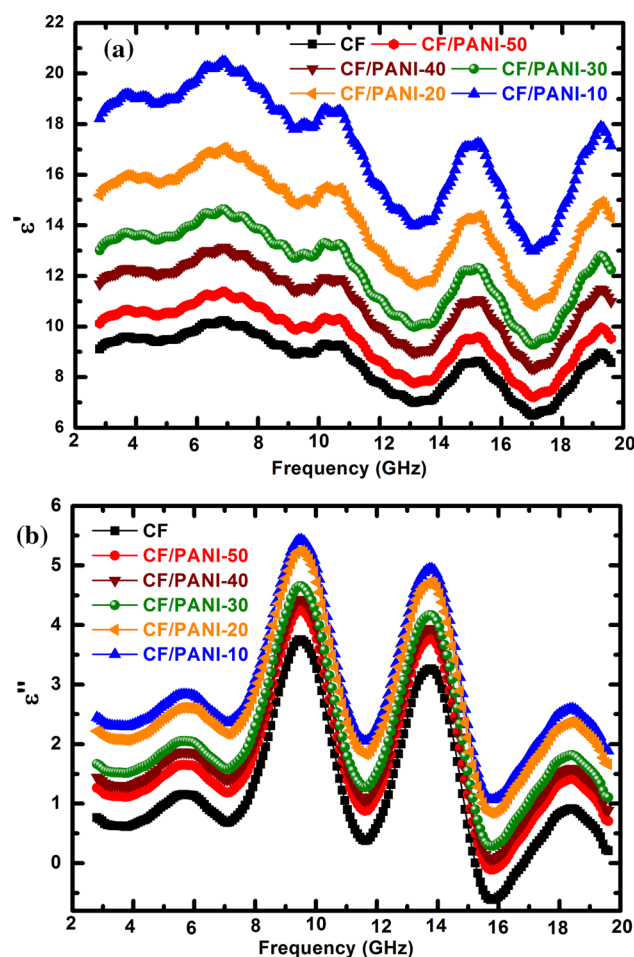 22
(a)
CF CF/PANI-50
20
CF/PANI-40 CF/PANI-30
CF/PANI-20 CF/PANI-10
18
16
ε'
14
12
10
8
6
2 4 6 8 10 12 14 16 18 20
Frequency (GHz)
6
(b)
CF
5
CF/PANI-50
CF/PANI-40
4
CF/PANI-30
CF/PANI-20
3
CF/PANI-10
ε''
2
1
0
2 4 6 8 10 12 14 16 18 20
Frequency (GHz)